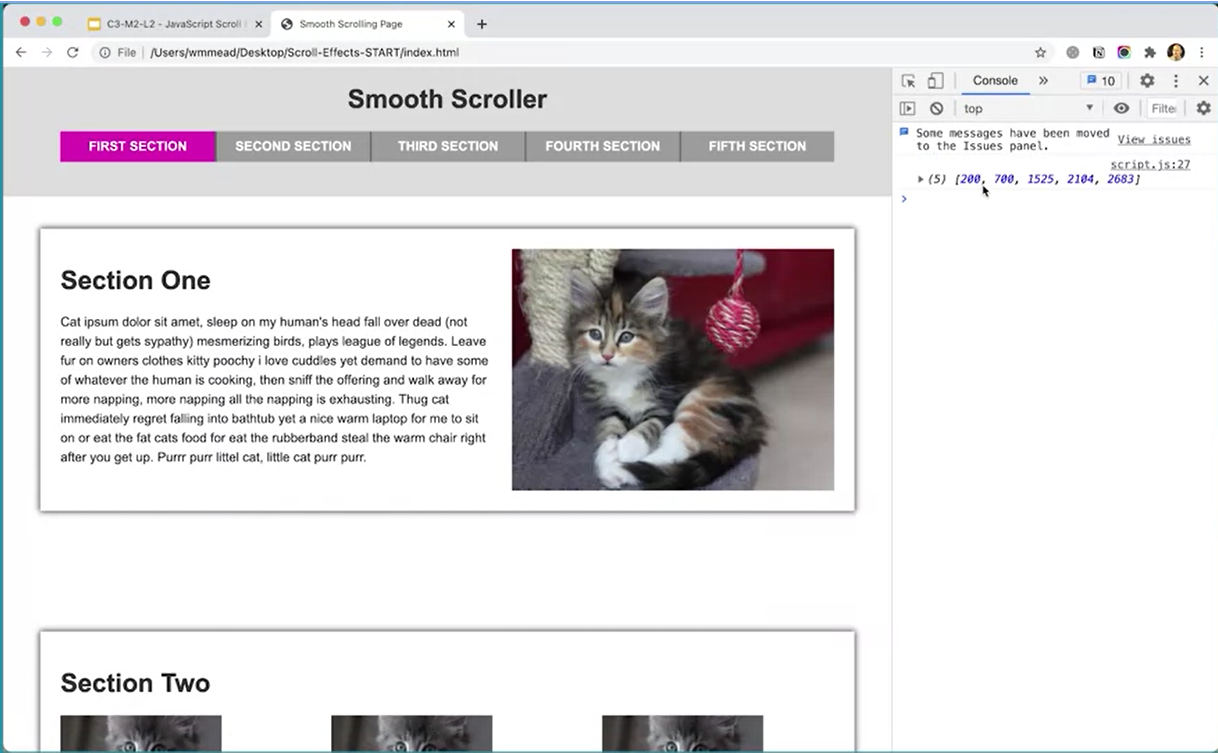 C3-M2-L2 - JavaScript Scroll
Smooth Scrolling Page
File
/Users/wmmead/Desktop/Scroll-Effects-START/index.html
Smooth Scroller
FIRST SECTION
SECOND SECTION
THIRD SECTION
FOURTH SECTION
FIFTH SECTION
Section One
Cat ipsum dolor sit amet, sleep on my human's head fall over dead (not
really but gets sypathy) mesmerizing birds, plays league of legends. Leave
fur on owners clothes kitty poochy i love cuddles yet demand to have some
of whatever the human is cooking, then sniff the offering and walk away for
more napping, more napping all the napping is exhausting. Thug cat
immediately regret falling into bathtub yet a nice warm laptop for me to sit
on or eat the fat cats food for eat the rubberband steal the warm chair right
after you get up. Purrr purr littel cat, little cat purr purr.
Section Two
Console
10
top
Filte
Some messages have been moved
to the Issues panel.
View issues
script.js:27
(5) [200, 700, 1525, 2104, 2683]